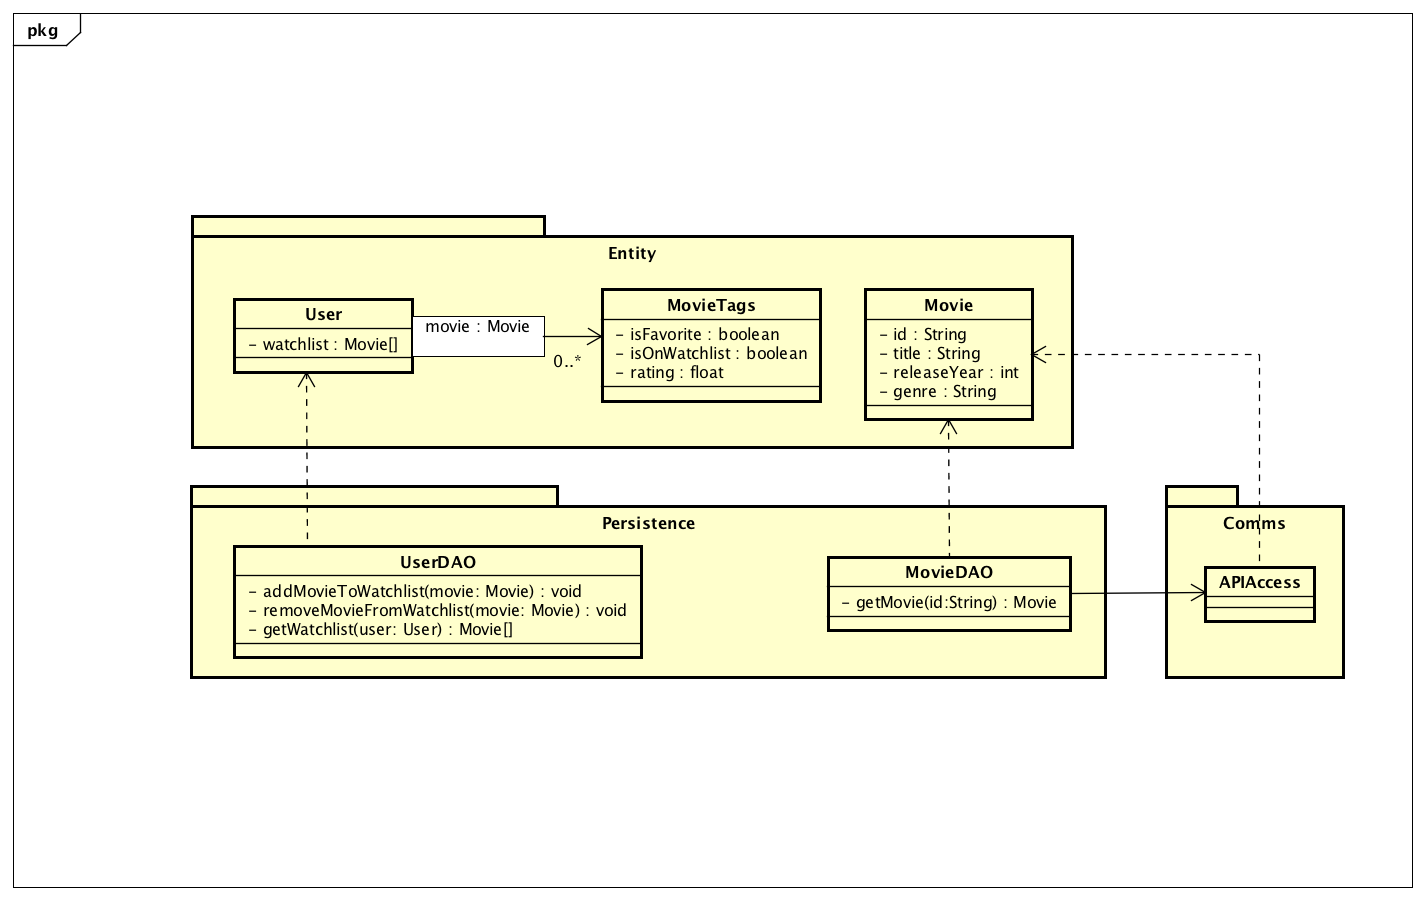 pkg
Entity
User
- watchlist : Movie[]
movie : Movie
0..*
MovieTags
- isFavorite : boolean
- isOnWatchlist : boolean
- rating : float
Movie
- id : String
- title : String
- releaseYear : int
- genre : String
Persistence
UserDAO
- addMovieToWatchlist(movie: Movie) : void
- removeMovieFromWatchlist(movie: Movie) : void
- getWatchlist(user: User) : Movie[]
MovieDAO
- getMovie(id:String) : Movie
Comms
APIAccess